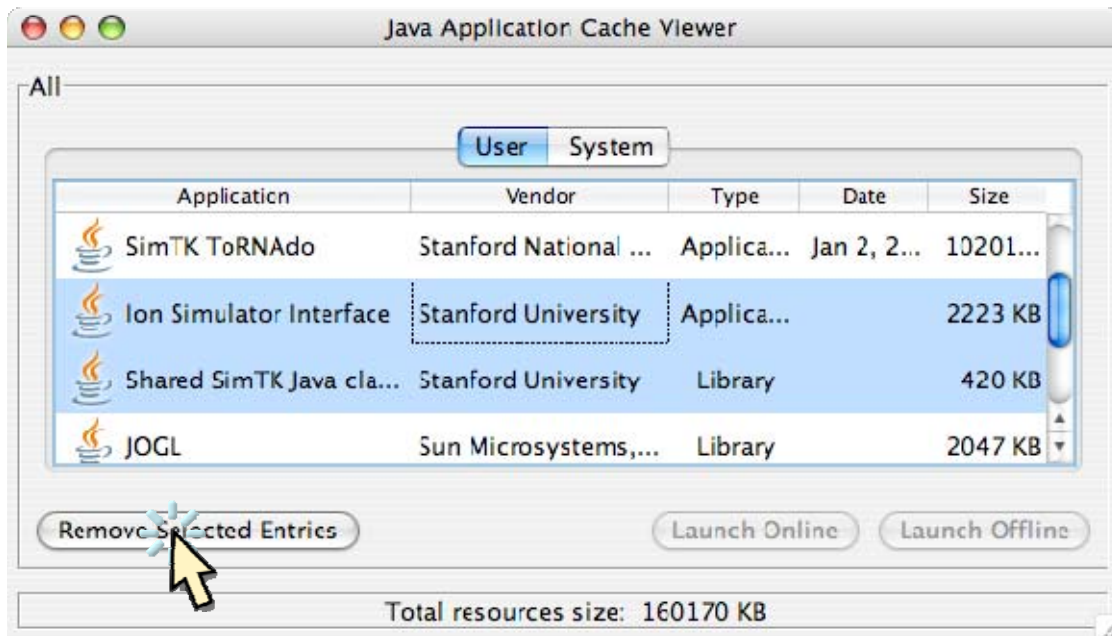 Java Application Cache Viewer
All
User System
Application Vendor Type Date Size
SimTK ToRNAdo Stanford National ... Applica... Jan 2, 2... 10201...
Ion Simulator Interface Stanford University Applica... 2223 KB
Shared SimTK Java cla... Stanford University Library 420 KB
JOGL Sun Microsystems,... Library 2047 KB
Remove Selected Entries Launch Online Launch Offline
Total resources size: 160170 KB